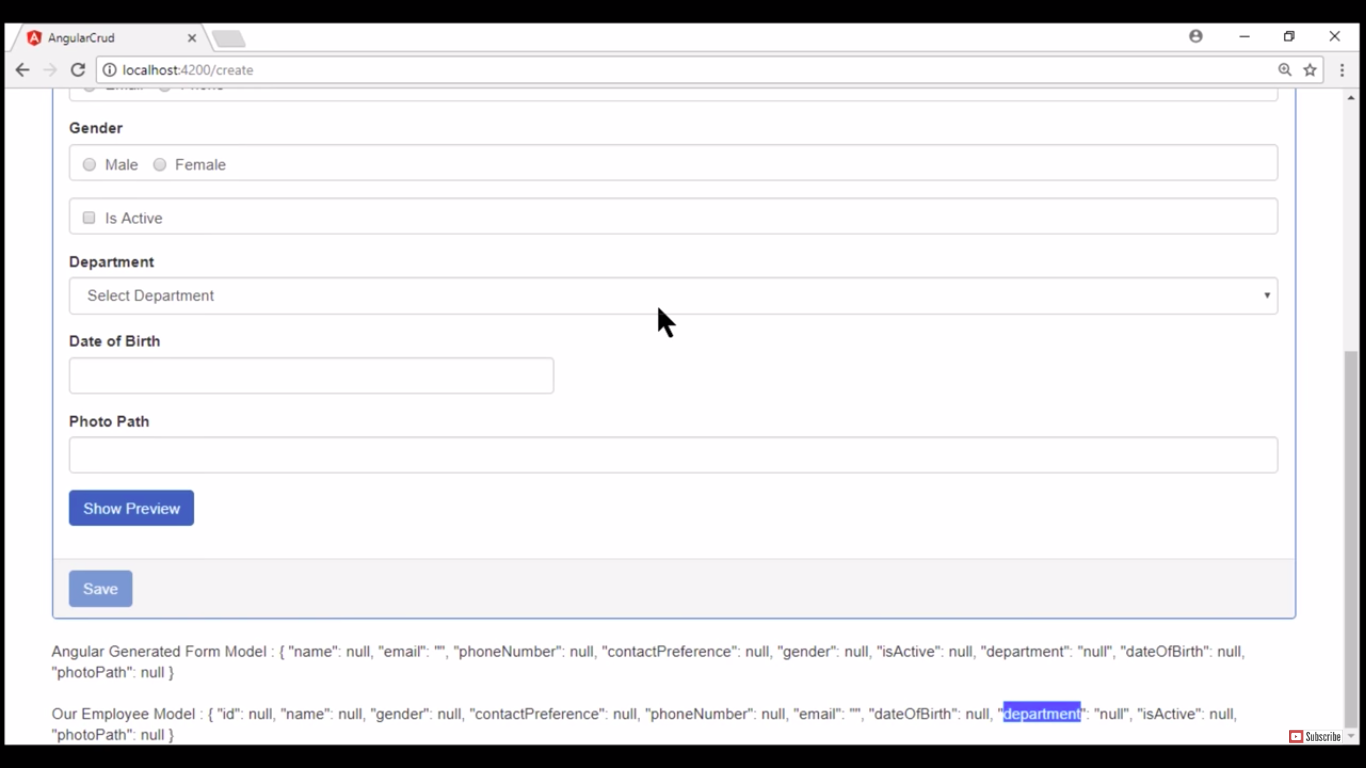 AngularCrud
localhost:4200/create
Email Phone
Gender
Male Female
Is Active
Department
Select Department
Date of Birth
Photo Path
Show Preview
Save
Angular Generated Form Model : { "name": null, "email": "", "phoneNumber": null, "contactPreference": null, "gender": null, "isActive": null, "department": "null", "dateOfBirth": null,
"photoPath": null }
Our Employee Model : { "id": null, "name": null, "gender": null, "contactPreference": null, "phoneNumber": null, "email": "", "dateOfBirth": null, "department": "null", "isActive": null,
"photoPath": null }
Subscribe